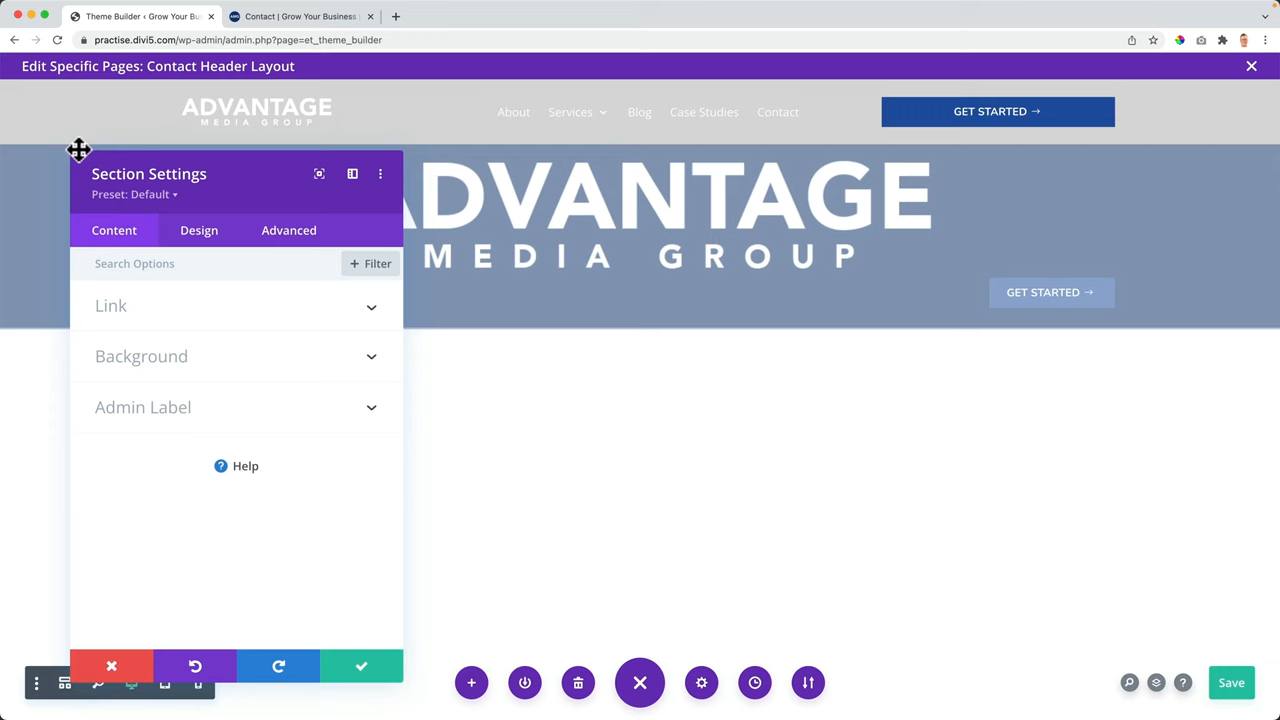 Theme Builder ‹ Grow Your Bu
AMG
Contact | Grow Your Business |
practise.divi5.com/wp-admin/admin.php?page=et_theme_builder
Edit Specific Pages: Contact Header Layout
ADVANTAGE
MEDIA GROUP
About
Services
Blog
Case Studies
Contact
GET STARTED →
ADVANTAGE
MEDIA GROUP
GET STARTED →
Section Settings
Preset: Default
Content
Design
Advanced
Search Options
+ Filter
Link
Background
Admin Label
? Help
?
Save